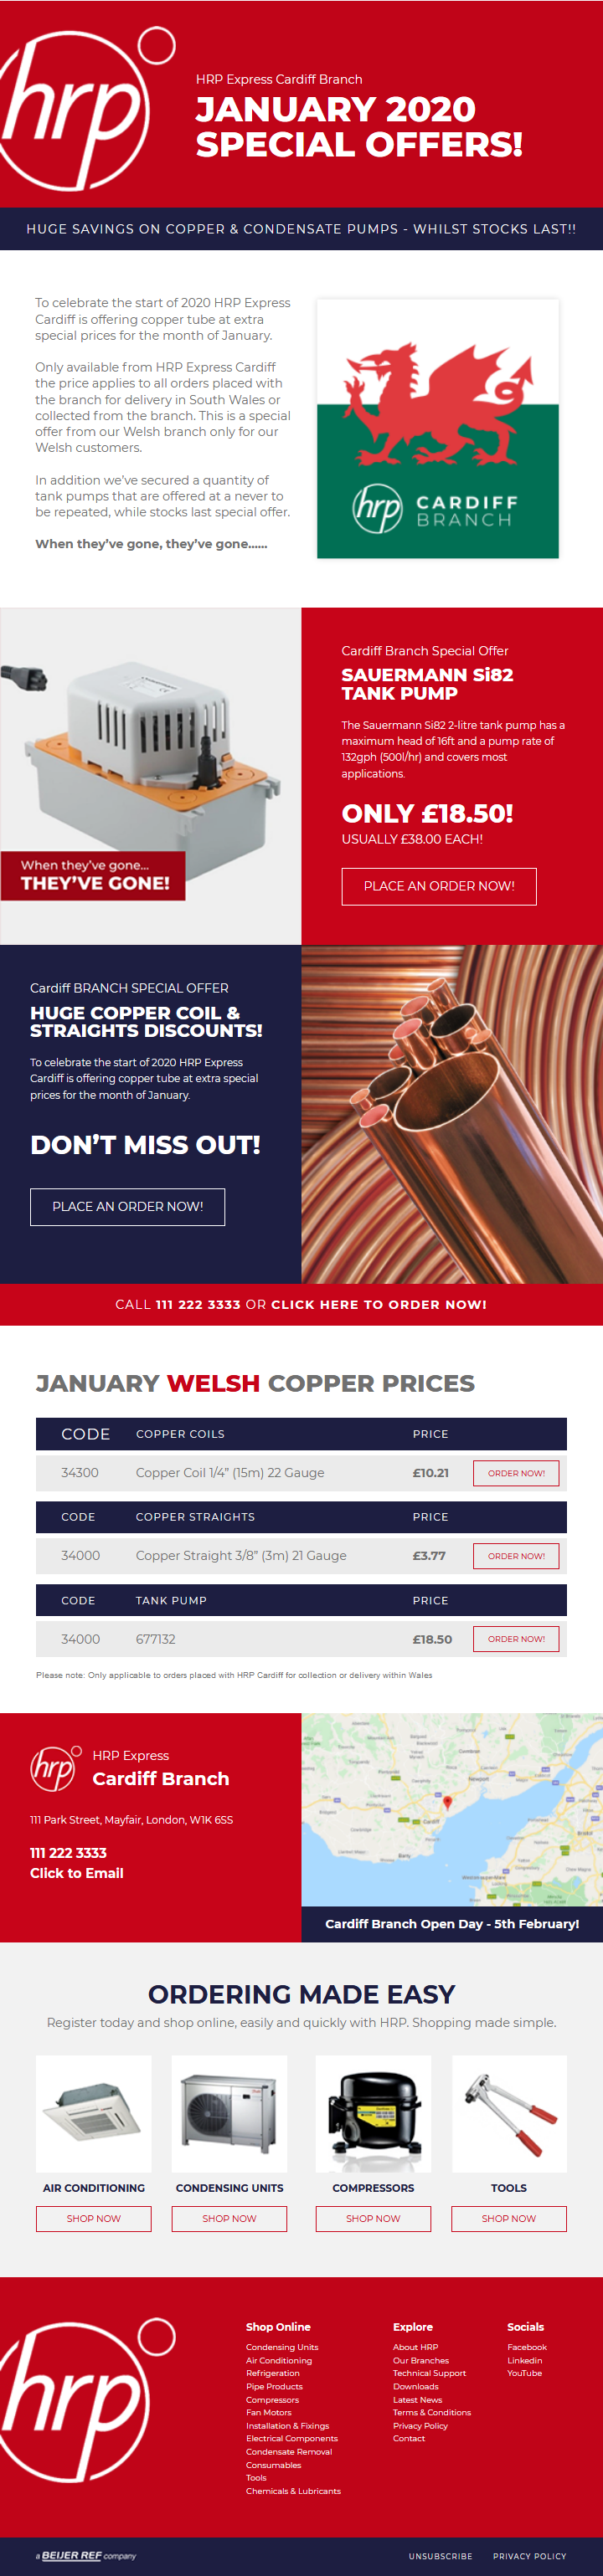 hrp
HRP Express Cardiff Branch
JANUARY 2020
SPECIAL OFFERS!
HUGE SAVINGS ON COPPER & CONDENSATE PUMPS - WHILST STOCKS LAST!!
To celebrate the start of 2020 HRP Express
Cardiff is offering copper tube at extra
special prices for the month of January.
Only available from HRP Express Cardiff
the price applies to all orders placed with
the branch for delivery in South Wales or
collected from the branch. This is a special
offer from our Welsh branch only for our
Welsh customers.
In addition we've secured a quantity of
tank pumps that are offered at a never to
be repeated, while stocks last special offer.
When they've gone, they've gone......
hrp CARDIFF
BRANCH
When they've gone...
THEY'VE GONE!
Cardiff Branch Special Offer
SAUERMANN Si82
TANK PUMP
The Sauermann Si82 2-litre tank pump has a
maximum head of 16ft and a pump rate of
132gph (500l/hr) and covers most
applications.
ONLY £18.50!
USUALLY £38.00 EACH!
PLACE AN ORDER NOW!
Cardiff BRANCH SPECIAL OFFER
HUGE COPPER COIL &
STRAIGHTS DISCOUNTS!
To celebrate the start of 2020 HRP Express
Cardiff is offering copper tube at extra special
prices for the month of January.
DON'T MISS OUT!
PLACE AN ORDER NOW!
CALL 111 222 3333 OR CLICK HERE TO ORDER NOW!
JANUARY WELSH COPPER PRICES
CODE COPPER COILS PRICE
34300 Copper Coil 1/4” (15m) 22 Gauge £10.21 ORDER NOW!
CODE COPPER STRAIGHTS PRICE
34000 Copper Straight 3/8” (3m) 21 Gauge £3.77 ORDER NOW!
CODE TANK PUMP PRICE
34000 677132 £18.50 ORDER NOW!
Please note: Only applicable to orders placed with HRP Cardiff for collection or delivery within Wales
hrp
HRP Express
Cardiff Branch
111 Park Street, Mayfair, London, W1K 6SS
111 222 3333
Click to Email
Newport
Cardiff
Barry
Bristol
Cardiff Branch Open Day - 5th February!
ORDERING MADE EASY
Register today and shop online, easily and quickly with HRP. Shopping made simple.
AIR CONDITIONING CONDENSING UNITS COMPRESSORS TOOLS
SHOP NOW SHOP NOW SHOP NOW SHOP NOW
hrp
Shop Online
Condensing Units
Air Conditioning
Refrigeration
Pipe Products
Compressors
Fan Motors
Installation & Fixings
Electrical Components
Condensate Removal
Consumables
Tools
Chemicals & Lubricants
Explore
About HRP
Our Branches
Technical Support
Downloads
Latest News
Terms & Conditions
Privacy Policy
Contact
Socials
Facebook
Linkedin
YouTube
a BEIJER REF company
UNSUBSCRIBE PRIVACY POLICY